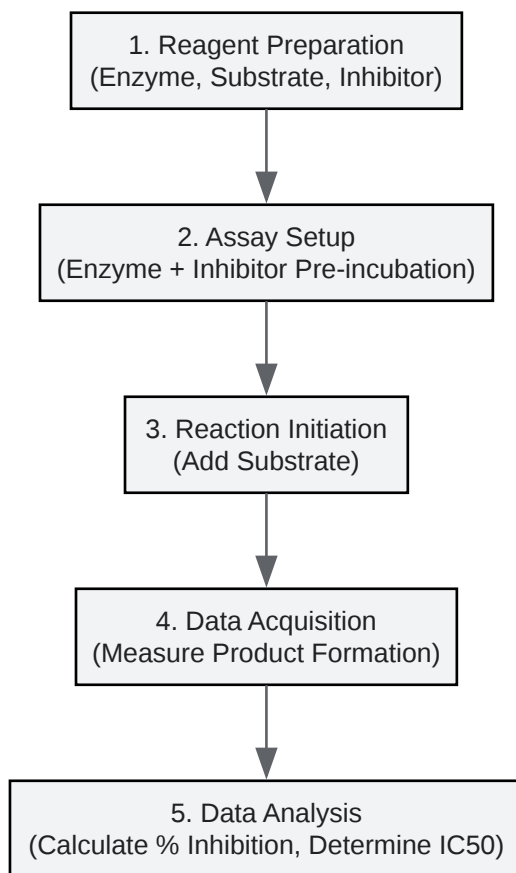 1. Reagent Preparation
(Enzyme, Substrate, Inhibitor)
2. Assay Setup
(Enzyme + Inhibitor Pre-incubation)
3. Reaction Initiation
(Add Substrate)
4. Data Acquisition
(Measure Product Formation)
5. Data Analysis
(Calculate % Inhibition, Determine IC50)